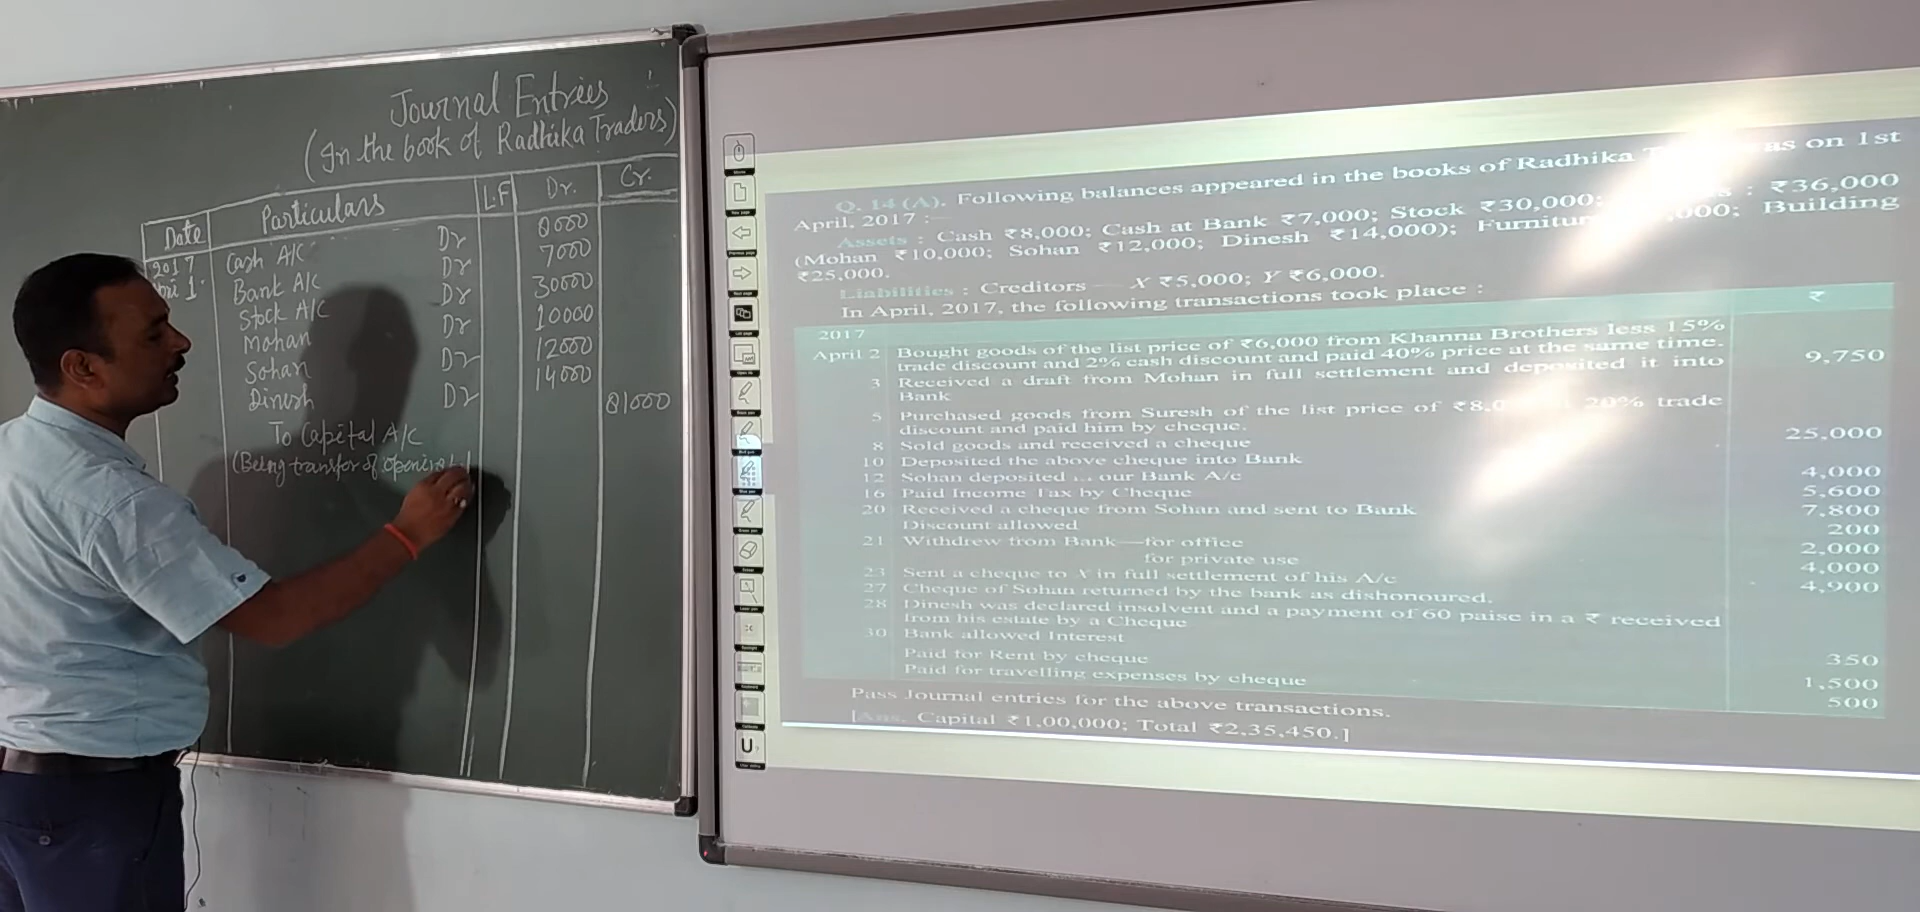 Journal Entries
(In the book of Radhika Traders)
Date Particulars L.F Dr. Cr.
2017 Cash A/C Dr 8000
1 Bank A/C Dr 7000
Stock A/C Dr 30000
Mohan Dr 10000
Sohan Dr 12000
Dinesh Dr 14000
To Capital A/C 81000
(Being transfer of
Q. 14 (A). Following balances appeared in the books of Radhika as on 1st
April, 2017 :—
Assets : Cash ₹8,000; Cash at Bank ₹7,000; Stock ₹30,000; : ₹36,000
(Mohan ₹10,000; Sohan ₹12,000; Dinesh ₹14,000); ,000; Building
₹25,000.
Liabilities : Creditors — X ₹5,000; Y ₹6,000.
In April, 2017, the following transactions took place :
2017 ₹
April 2 Bought goods of the list price of ₹6,000 from Khanna Brothers less 15%
trade discount and 2% cash discount and paid 40% price at the same time.
3 Received a draft from Mohan in full settlement and deposited it into
Bank 9,750
5 Purchased goods from Suresh of the list price of 20% trade
discount and paid him by cheque.
8 Sold goods and received a cheque 25,000
10 Deposited the above cheque into Bank
12 Sohan deposited our Bank A/c 4,000
16 Paid Income Tax by Cheque 5,600
20 Received a cheque from Sohan and sent to Bank 7,800
Discount allowed 200
21 Withdrew from Bank—for office 2,000
for private use 4,000
23 Sent a cheque to X in full settlement of his A/c 4,900
27 Cheque of Sohan returned by the bank as dishonoured.
28 Dinesh was declared insolvent and a payment of 60 paise in a ₹ received
from his estate by a Cheque
30 Bank allowed Interest 350
Paid for Rent by cheque 1,500
Paid for travelling expenses by cheque 500
Pass Journal entries for the above transactions.
[Ans. Capital ₹1,00,000; Total ₹2,35,450.]